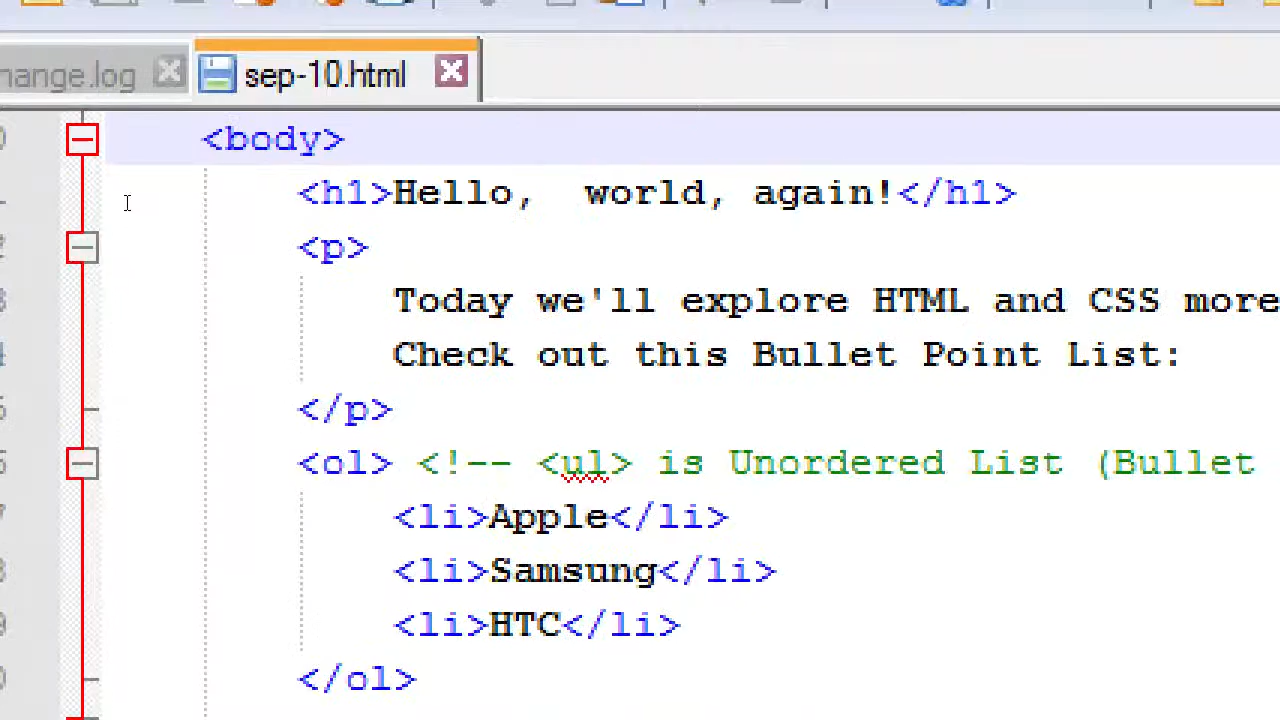 hange.log sep-10.html
<body>
<h1>Hello,  world, again!</h1>
<p>
Today we'll explore HTML and CSS more
Check out this Bullet Point List:
</p>
<ol> <!-- <ul> is Unordered List (Bullet
<li>Apple</li>
<li>Samsung</li>
<li>HTC</li>
</ol>